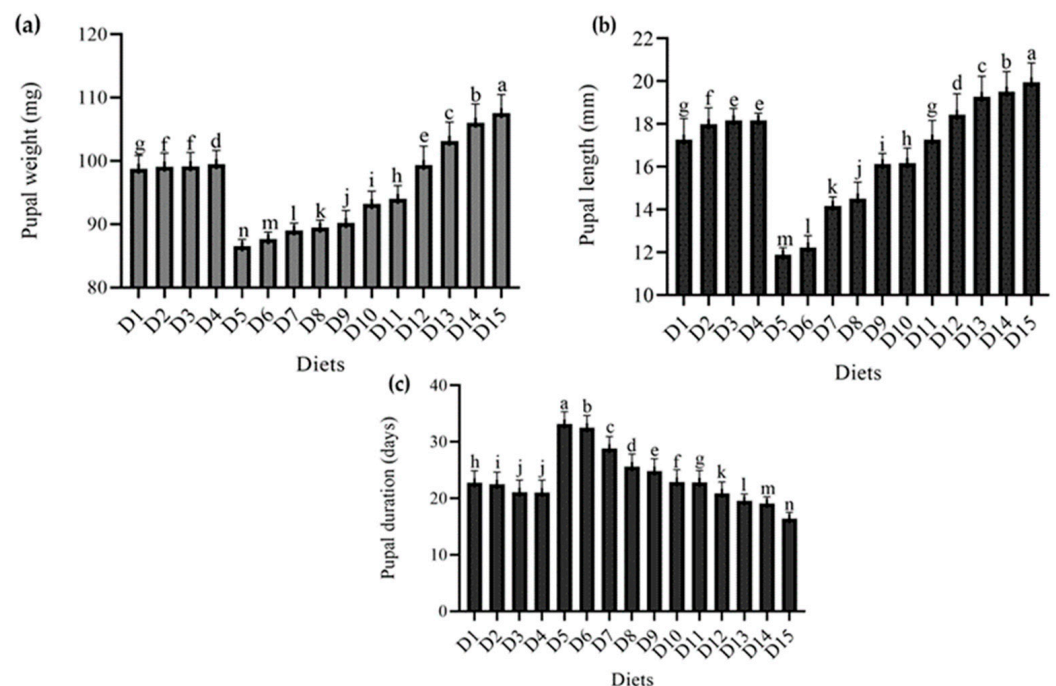 (a)
Pupal weight (mg)
120
110
100
90
80
g f f d n m l k j i h e c b a
D1 D2 D3 D4 D5 D6 D7 D8 D9 D10 D11 D12 D13 D14 D15
Diets
(b)
Pupal length (mm)
22
20
18
16
14
12
10
g f e e m l k j i h g d c b a
D1 D2 D3 D4 D5 D6 D7 D8 D9 D10 D11 D12 D13 D14 D15
Diets
(c)
Pupal duration (days)
40
30
20
10
0
h i j j a b c d e f g k l m n
D1 D2 D3 D4 D5 D6 D7 D8 D9 D10 D11 D12 D13 D14 D15
Diets